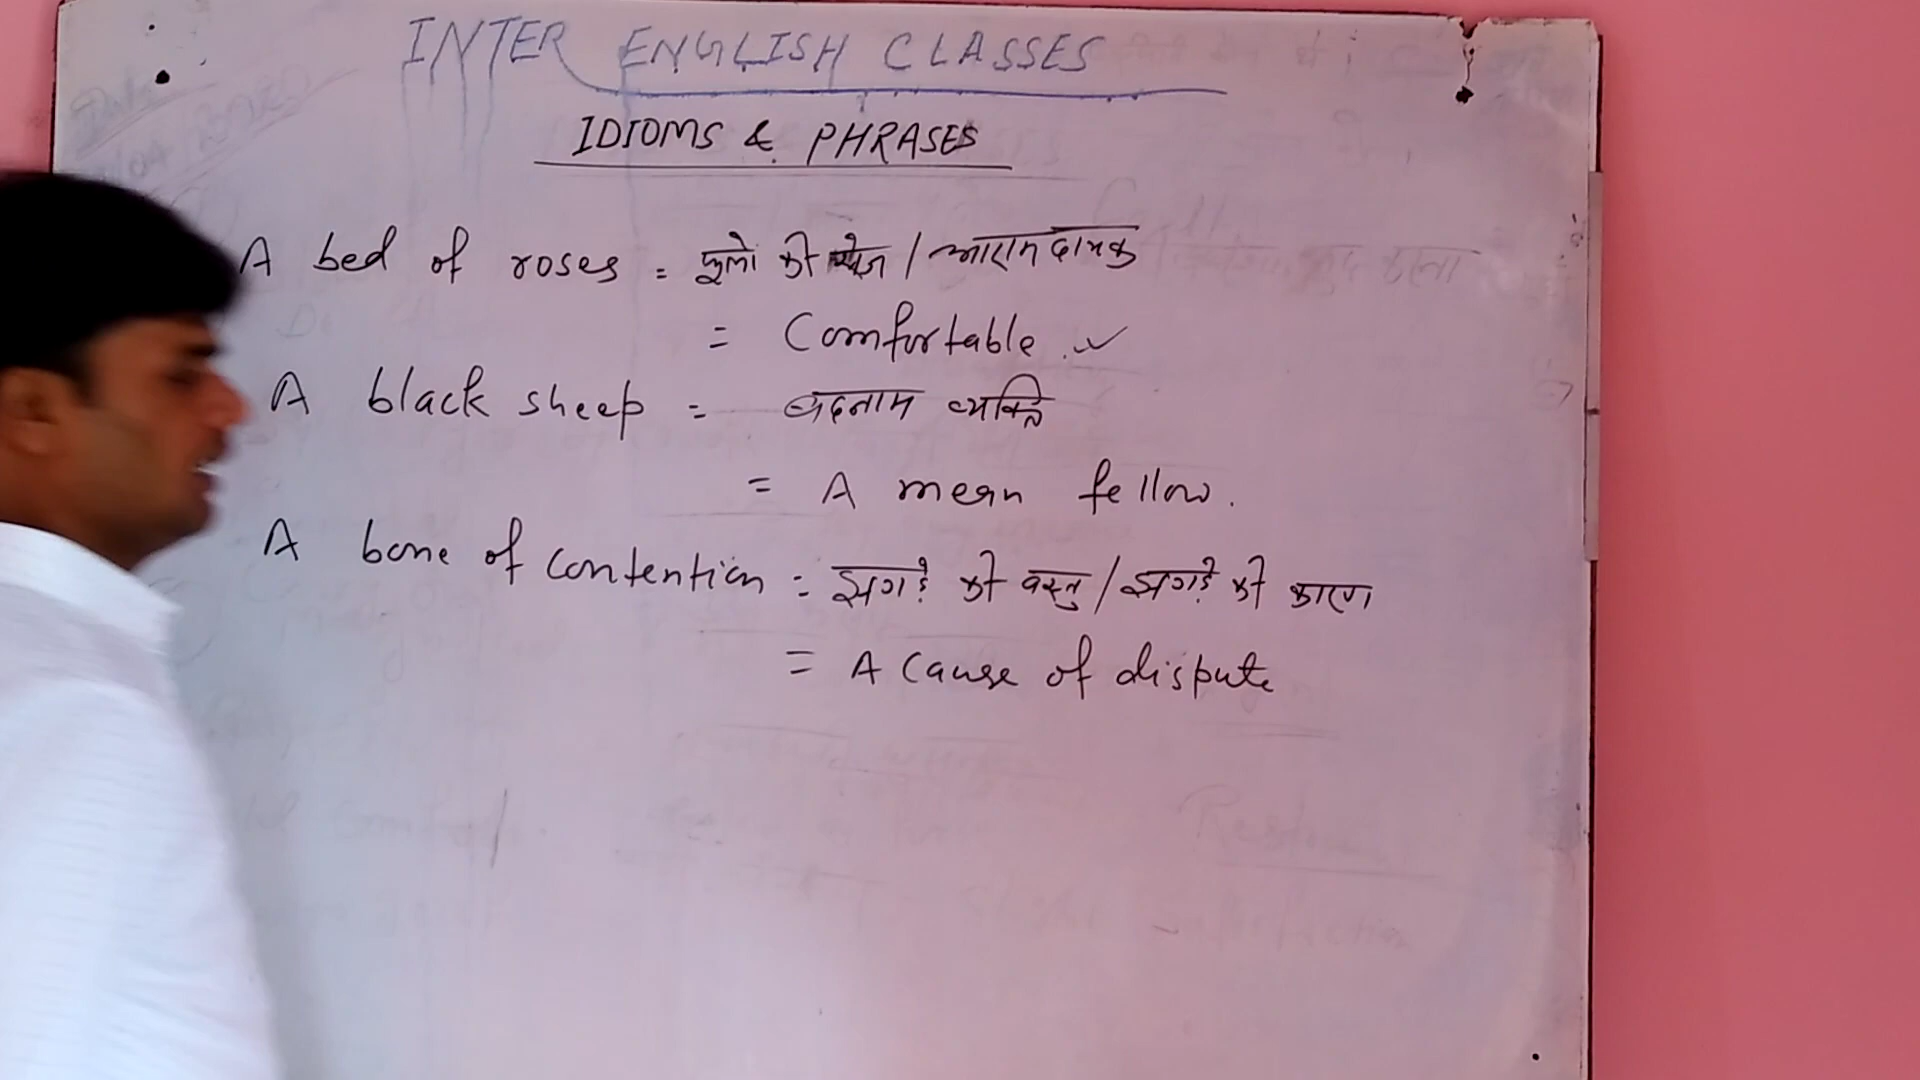 INTER ENGLISH CLASSES
IDIOMS & PHRASES
A bed of roses = फूलो की सेज / आरामदायक
= Comfortable
A black sheep = बदनाम व्यक्ति
= A mean fellow.
A bone of contention = झगड़े की वस्तु / झगड़े की कारण
= A Cause of dispute